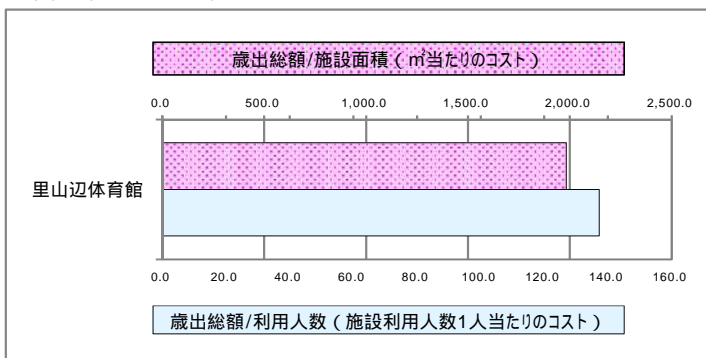 歳出総額/施設面積（㎡当たりのコスト）
0.0 500.0 1,000.0 1,500.0 2,000.0 2,500.0
里山辺体育館
0.0 20.0 40.0 60.0 80.0 100.0 120.0 140.0 160.0
歳出総額/利用人数（施設利用人数1人当たりのコスト）